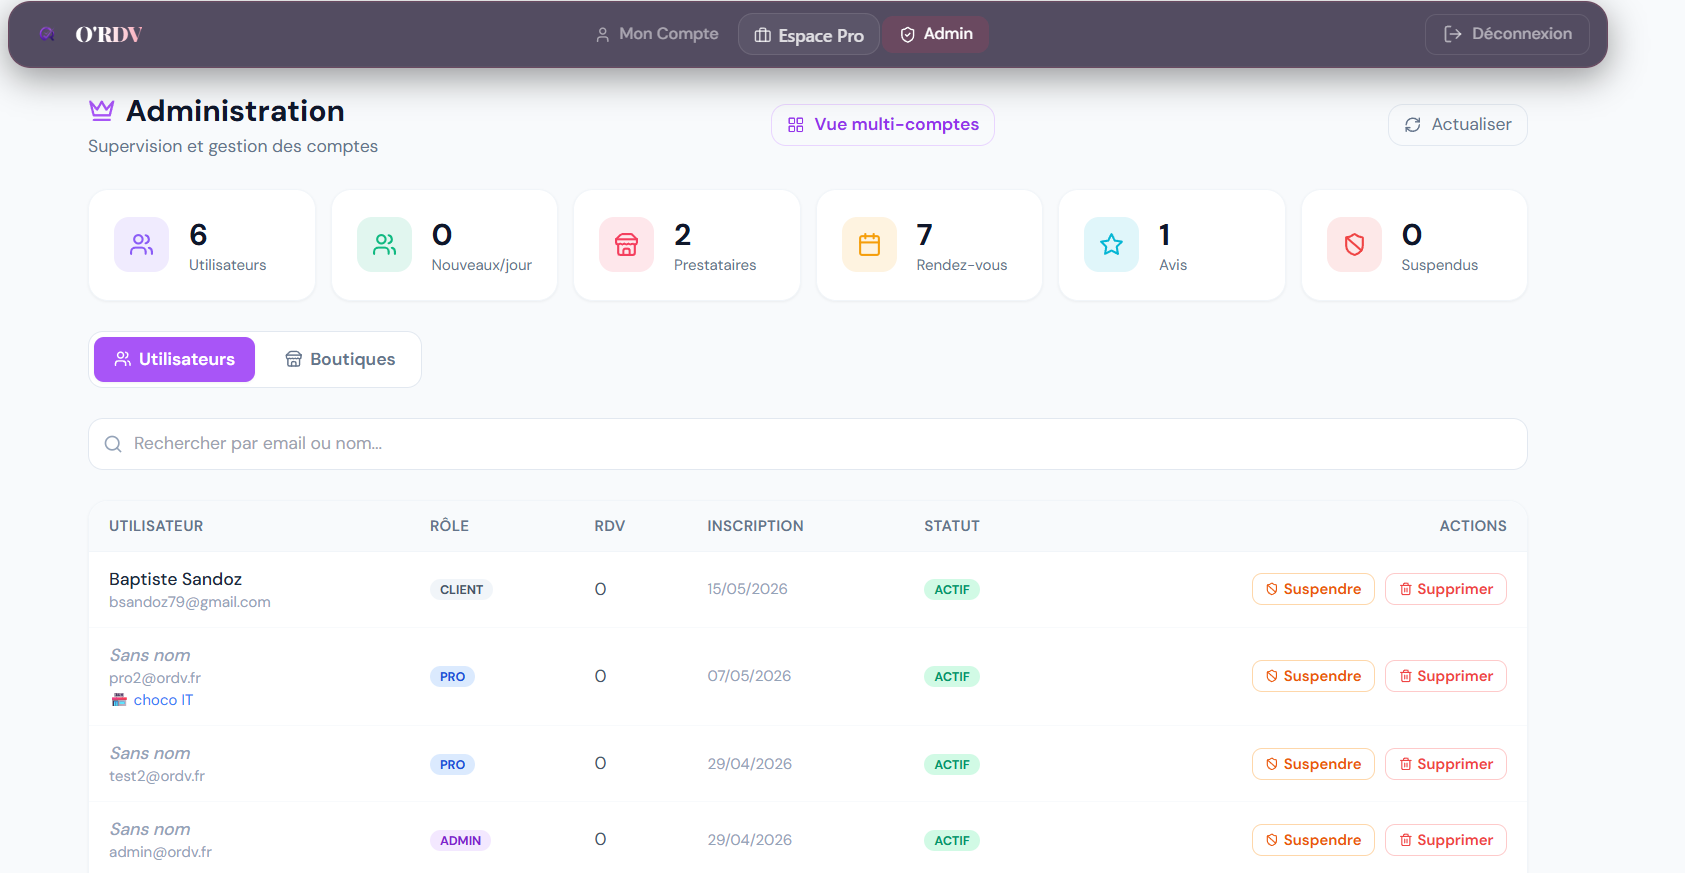 O'RDV
Mon Compte
Espace Pro
Admin
Déconnexion
Administration
Supervision et gestion des comptes
Vue multi-comptes
Actualiser
6
Utilisateurs
0
Nouveaux/jour
2
Prestataires
7
Rendez-vous
1
Avis
0
Suspendus
Utilisateurs
Boutiques
Rechercher par email ou nom...
UTILISATEUR RÔLE RDV INSCRIPTION STATUT ACTIONS
Baptiste Sandoz
bsandoz79@gmail.com
CLIENT 0 15/05/2026 ACTIF Suspendre Supprimer
Sans nom
pro2@ordv.fr
choco IT
PRO 0 07/05/2026 ACTIF Suspendre Supprimer
Sans nom
test2@ordv.fr
PRO 0 29/04/2026 ACTIF Suspendre Supprimer
Sans nom
admin@ordv.fr
ADMIN 0 29/04/2026 ACTIF Suspendre Supprimer